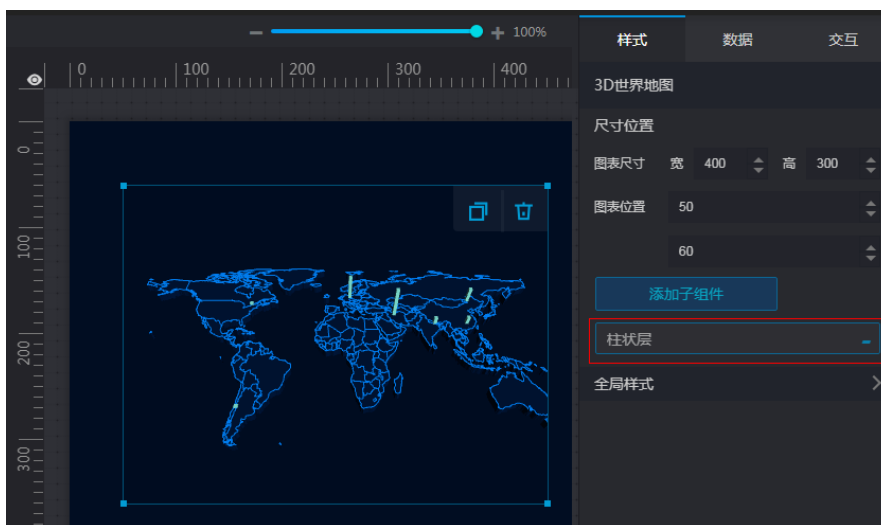 100%
0 100 200 300 400
0
100
200
300
样式 数据 交互
3D世界地图
尺寸位置
图表尺寸 宽 400 高 300
图表位置 50
60
添加子组件
柱状层
全局样式